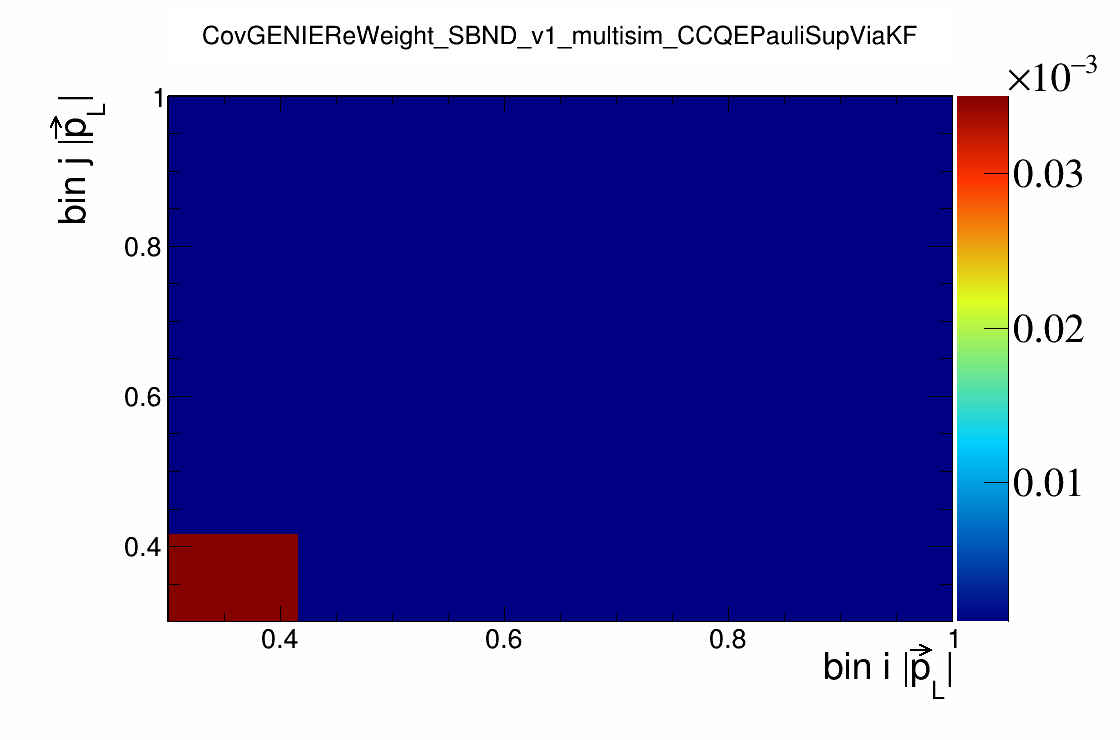 CovGENIEReWeight_SBND_v1_multisim_CCQEPauliSupViaKF
×10⁻³
bin j |p⃗_L|
1
0.8
0.6
0.4
0.03
0.02
0.01
0.4 0.6 0.8 1
bin i |p⃗_L|